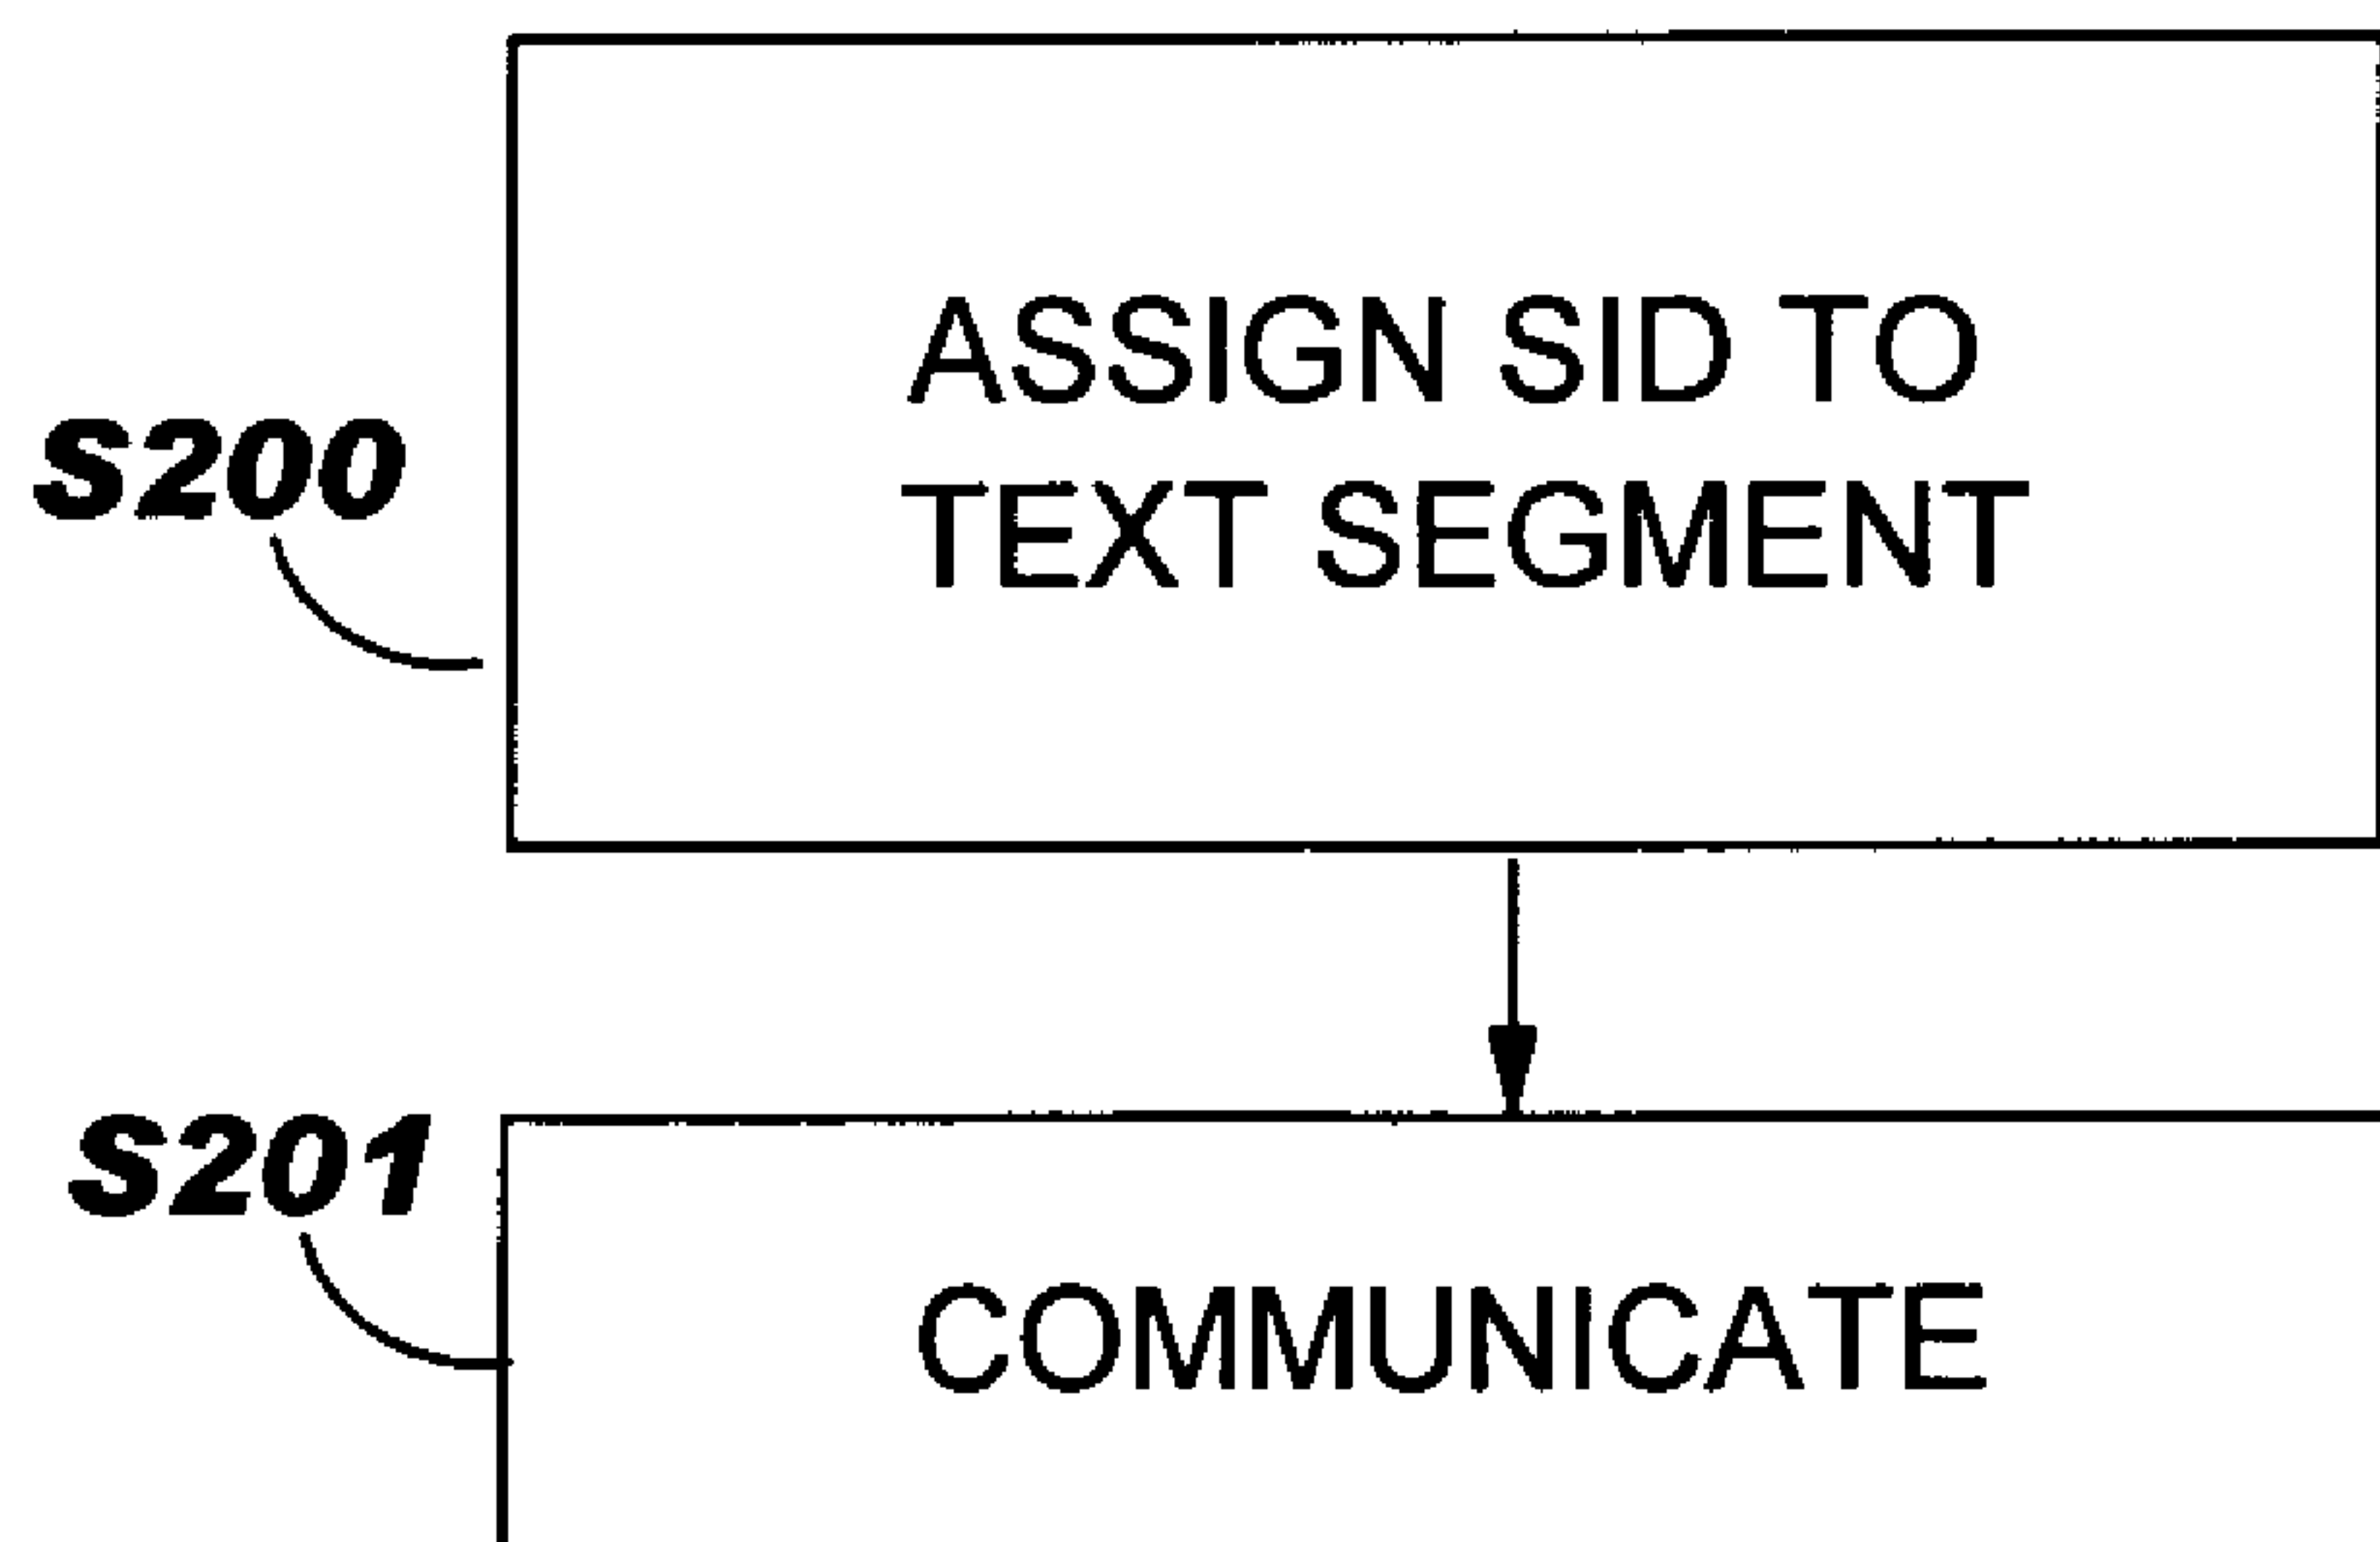 ASSIGN SID TO
TEXT SEGMENT
S200
S201
COMMUNICATE